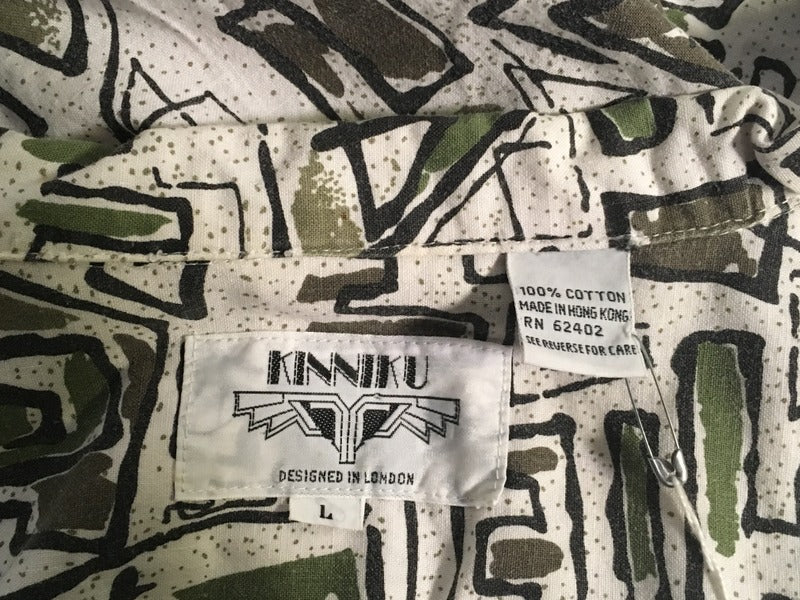 KINNIKU
DESIGNED IN LONDON
L
100% COTTON
MADE IN HONG KONG
RN 62402
SEE REVERSE FOR CARE